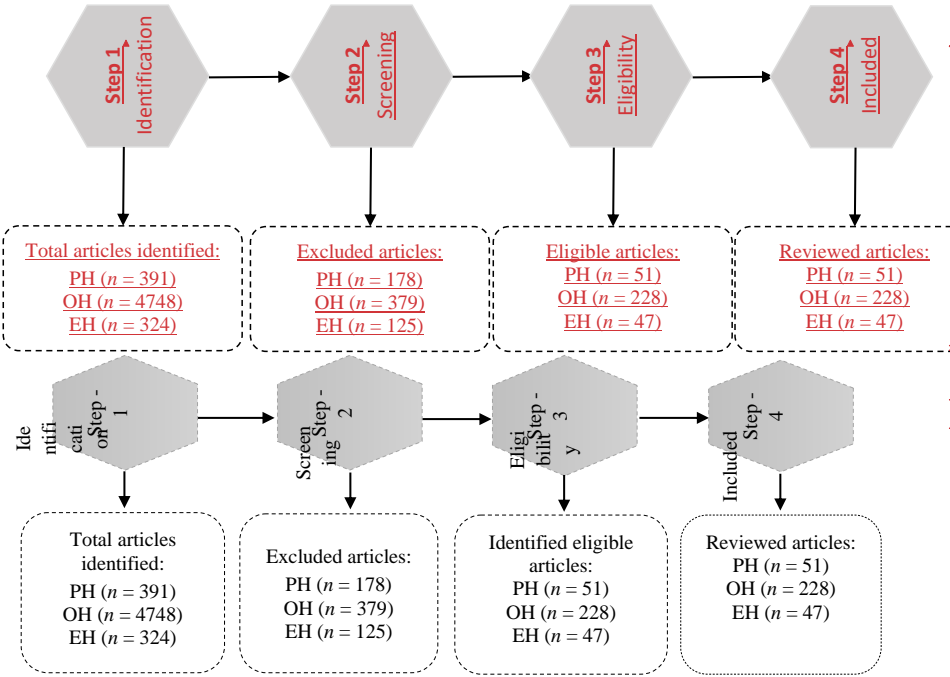 Step 1
Identification
Step 2
Screening
Step 3
Eligibility
Step 4
Included
Total articles identified:
PH (n = 391)
OH (n = 4748)
EH (n = 324)
Excluded articles:
PH (n = 178)
OH (n = 379)
EH (n = 125)
Eligible articles:
PH (n = 51)
OH (n = 228)
EH (n = 47)
Reviewed articles:
PH (n = 51)
OH (n = 228)
EH (n = 47)
Step -
1
Ide
ntifi
cati
on
Step -
2
Screen
ing
Step -
3
Eligi
bilit
y
Step -
4
Included
Total articles
identified:
PH (n = 391)
OH (n = 4748)
EH (n = 324)
Excluded articles:
PH (n = 178)
OH (n = 379)
EH (n = 125)
Identified eligible
articles:
PH (n = 51)
OH (n = 228)
EH (n = 47)
Reviewed articles:
PH (n = 51)
OH (n = 228)
EH (n = 47)